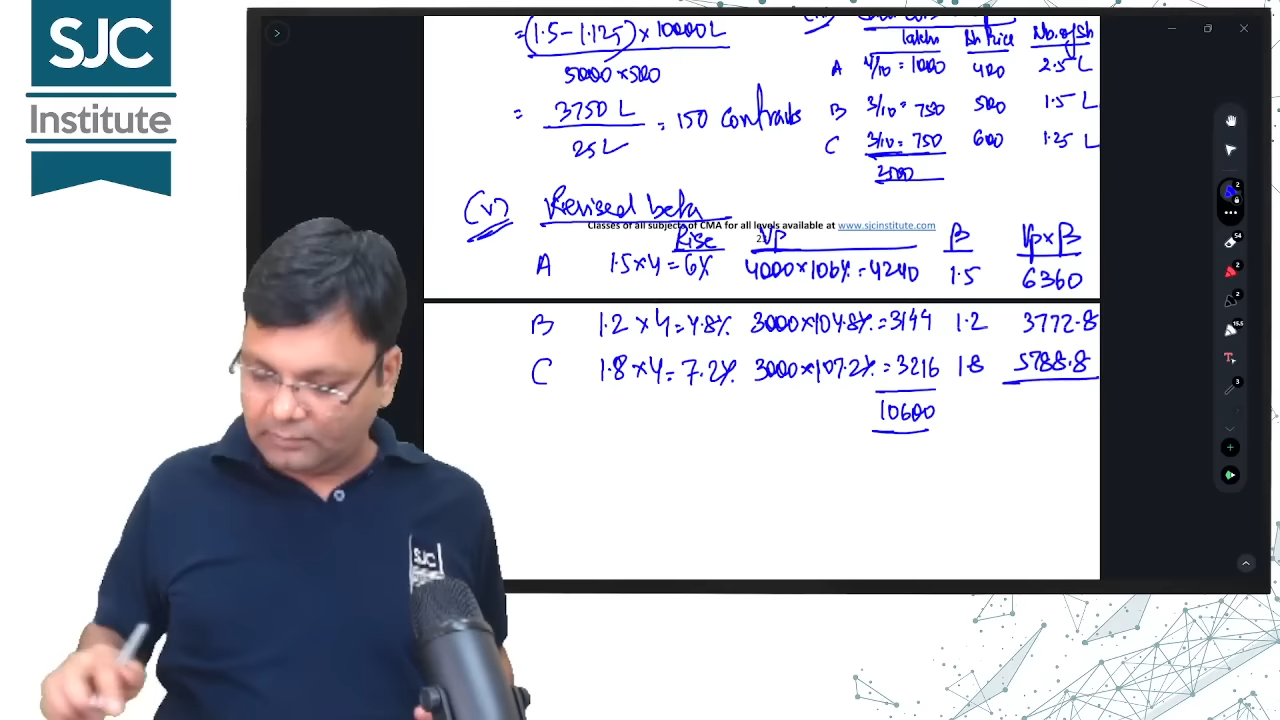 SJC
Institute
= (1.5 - 1.125) × 10000 L
5000 × 500
= 3750 L = 150 contracts
25 L
lakhs Sh Price No. of Sh
A 4/10 = 1000 400 2.5 L
B 3/10 = 750 500 1.5 L
C 3/10 = 750 600 1.25 L
2500
(v) Revised beta
Classes of all subjects of CMA for all levels available at www.sjcinstitute.com
Rise Vp β Vp × β
A 1.5 × 4 = 6% 4000 × 106% = 4240 1.5 6360
B 1.2 × 4 = 4.8% 3000 × 104.8% = 3144 1.2 3772.8
C 1.8 × 4 = 7.2% 3000 × 107.2% = 3216 1.8 5788.8
10600
SJC